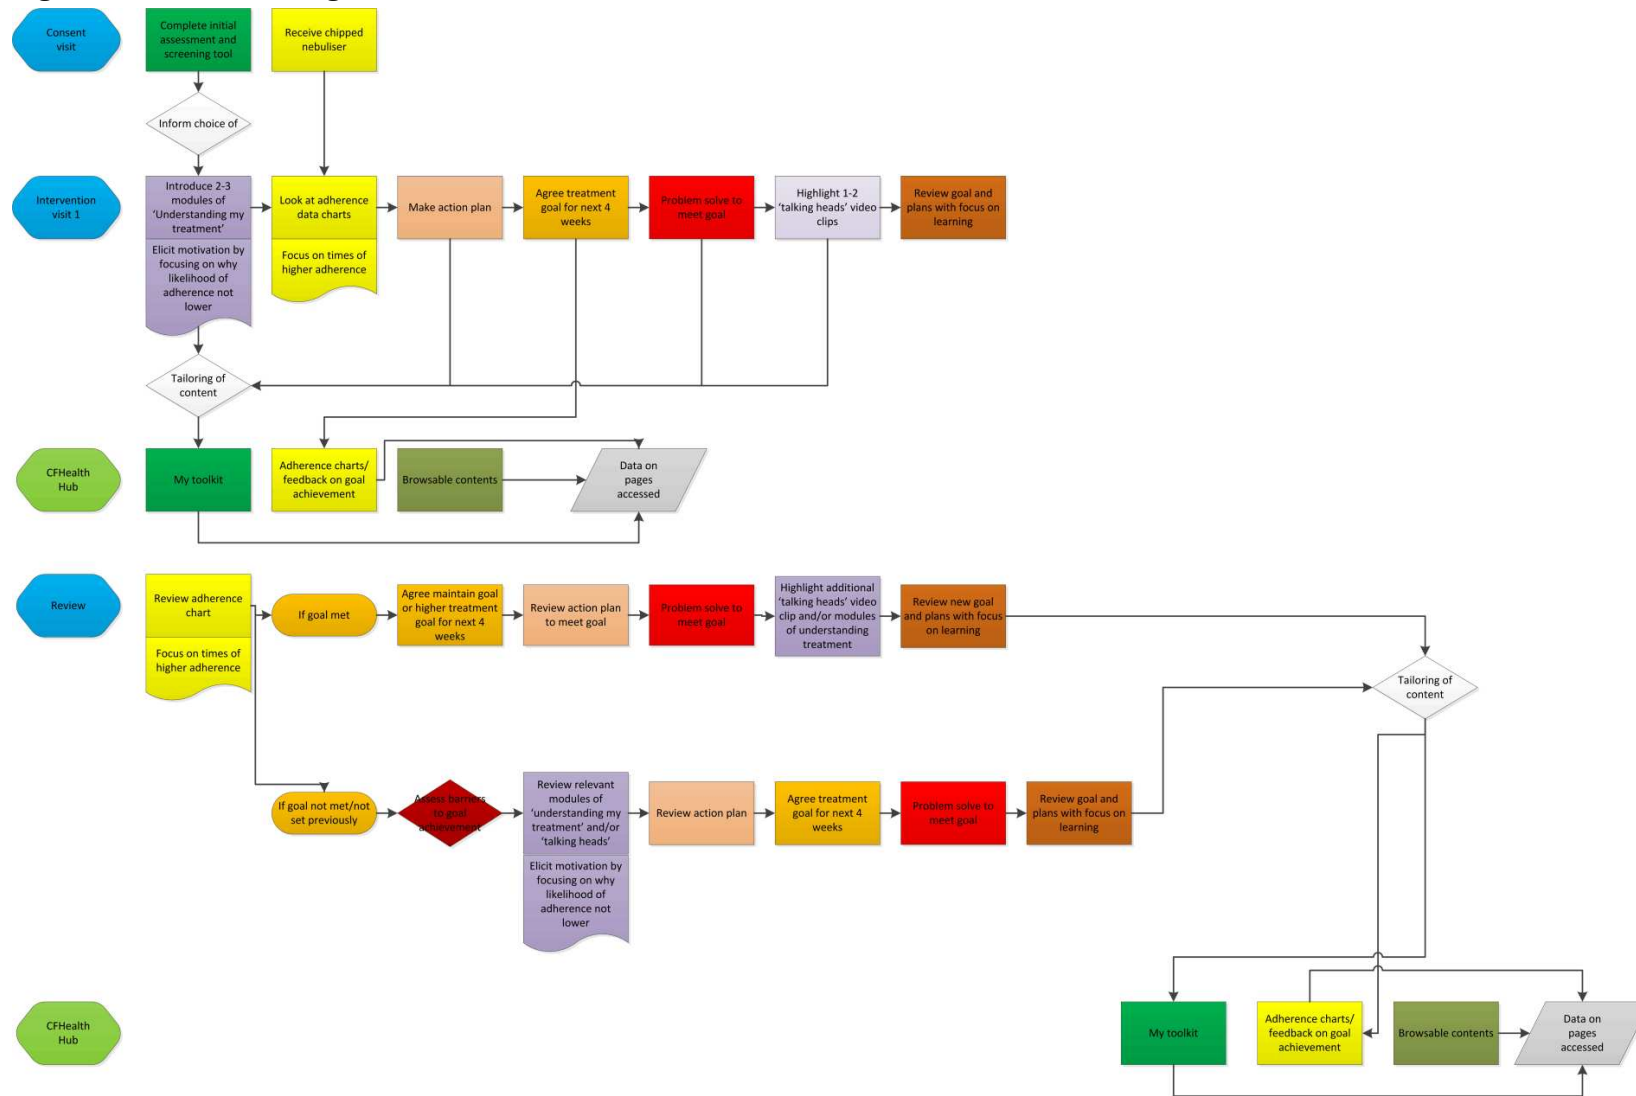 Consent
visit
Complete initial
assessment and
screening tool
Receive chipped
nebuliser
Inform choice of
Intervention
visit 1
Introduce 2-3
modules of
'Understanding my
treatment'
Elicit motivation by
focusing on why
likelihood of
adherence not
lower
Look at adherence
data charts
Focus on times of
higher adherence
Make action plan
Agree treatment
goal for next 4
weeks
Problem solve to
meet goal
Highlight 1-2
'talking heads' video
clips
Review goal and
plans with focus on
learning
Tailoring of
content
CFHealth
Hub
My toolkit
Adherence charts/
feedback on goal
achievement
Browsable contents
Data on
pages
accessed
Review
Review adherence
chart
Focus on times of
higher adherence
If goal met
Agree maintain goal
or higher treatment
goal for next 4
weeks
Review action plan
to meet goal
Problem solve to
meet goal
Highlight additional
'talking heads' video
clip and/or modules
of understanding
treatment
Review new goal
and plans with focus
on learning
Tailoring of
content
If goal not met/not
set previously
Assess barriers
to goal
achievement
Review relevant
modules of
'understanding my
treatment' and/or
'talking heads'
Elicit motivation by
focusing on why
likelihood of
adherence not
lower
Review action plan
Agree treatment
goal for next 4
weeks
Problem solve to
meet goal
Review goal and
plans with focus on
learning
CFHealth
Hub
My toolkit
Adherence charts/
feedback on goal
achievement
Browsable contents
Data on
pages
accessed